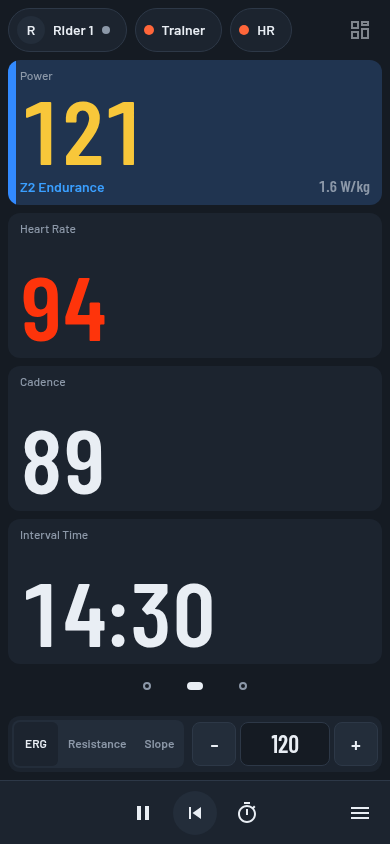 R Rider 1 Trainer HR
Power
121
Z2 Endurance 1.6 W/kg
Heart Rate
94
Cadence
89
Interval Time
14:30
ERG Resistance Slope - 120 +